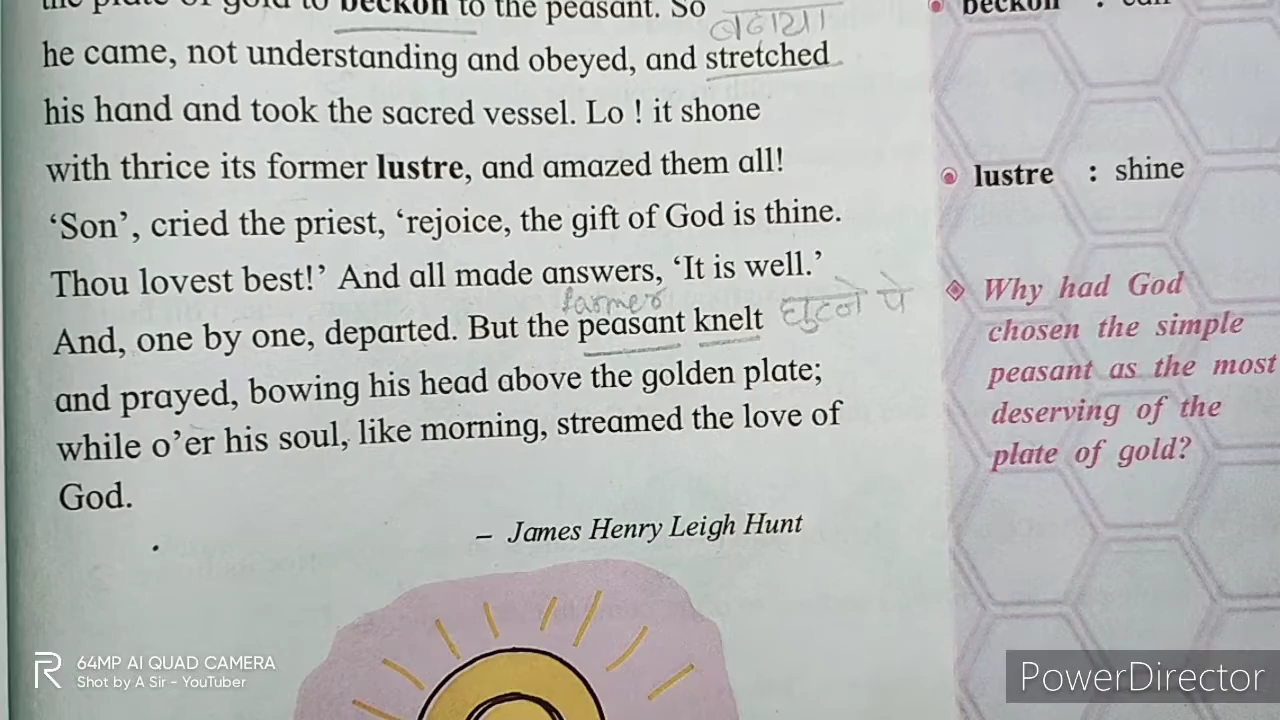 the plate of gold to beckon to the peasant. So
बढ़ाया
he came, not understanding and obeyed, and stretched
his hand and took the sacred vessel. Lo ! it shone
with thrice its former lustre, and amazed them all!
‘Son’, cried the priest, ‘rejoice, the gift of God is thine.
Thou lovest best!’ And all made answers, ‘It is well.’
farmer
And, one by one, departed. But the peasant knelt घुटने पे
and prayed, bowing his head above the golden plate;
while o’er his soul, like morning, streamed the love of
God.
– James Henry Leigh Hunt
beckon :
lustre : shine
Why had God
chosen the simple
peasant as the most
deserving of the
plate of gold?
64MP AI QUAD CAMERA
Shot by A Sir - YouTuber
PowerDirector